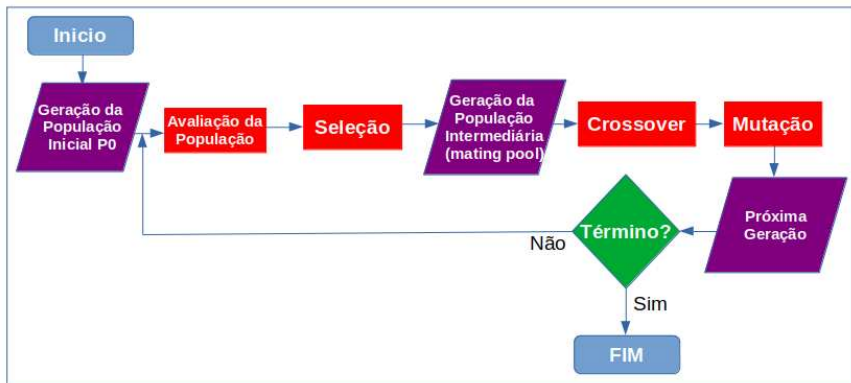 Inicio
Geração da
População
Inicial P0
Avaliação da
População
Seleção
Geração da
População
Intermediária
(mating pool)
Crossover
Mutação
Próxima
Geração
Término?
Não
Sim
FIM